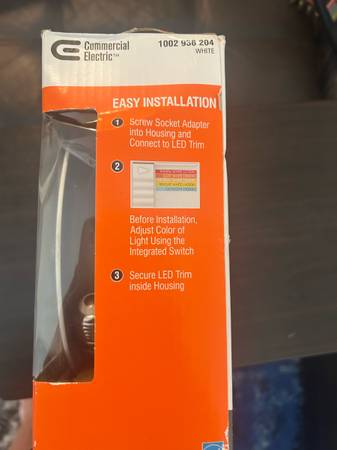 Commercial
Electric™
1002 936 204
WHITE
EASY INSTALLATION
1 Screw Socket Adapter
into Housing and
Connect to LED Trim
2
Before Installation,
Adjust Color of
Light Using the
Integrated Switch
3 Secure LED Trim
inside Housing